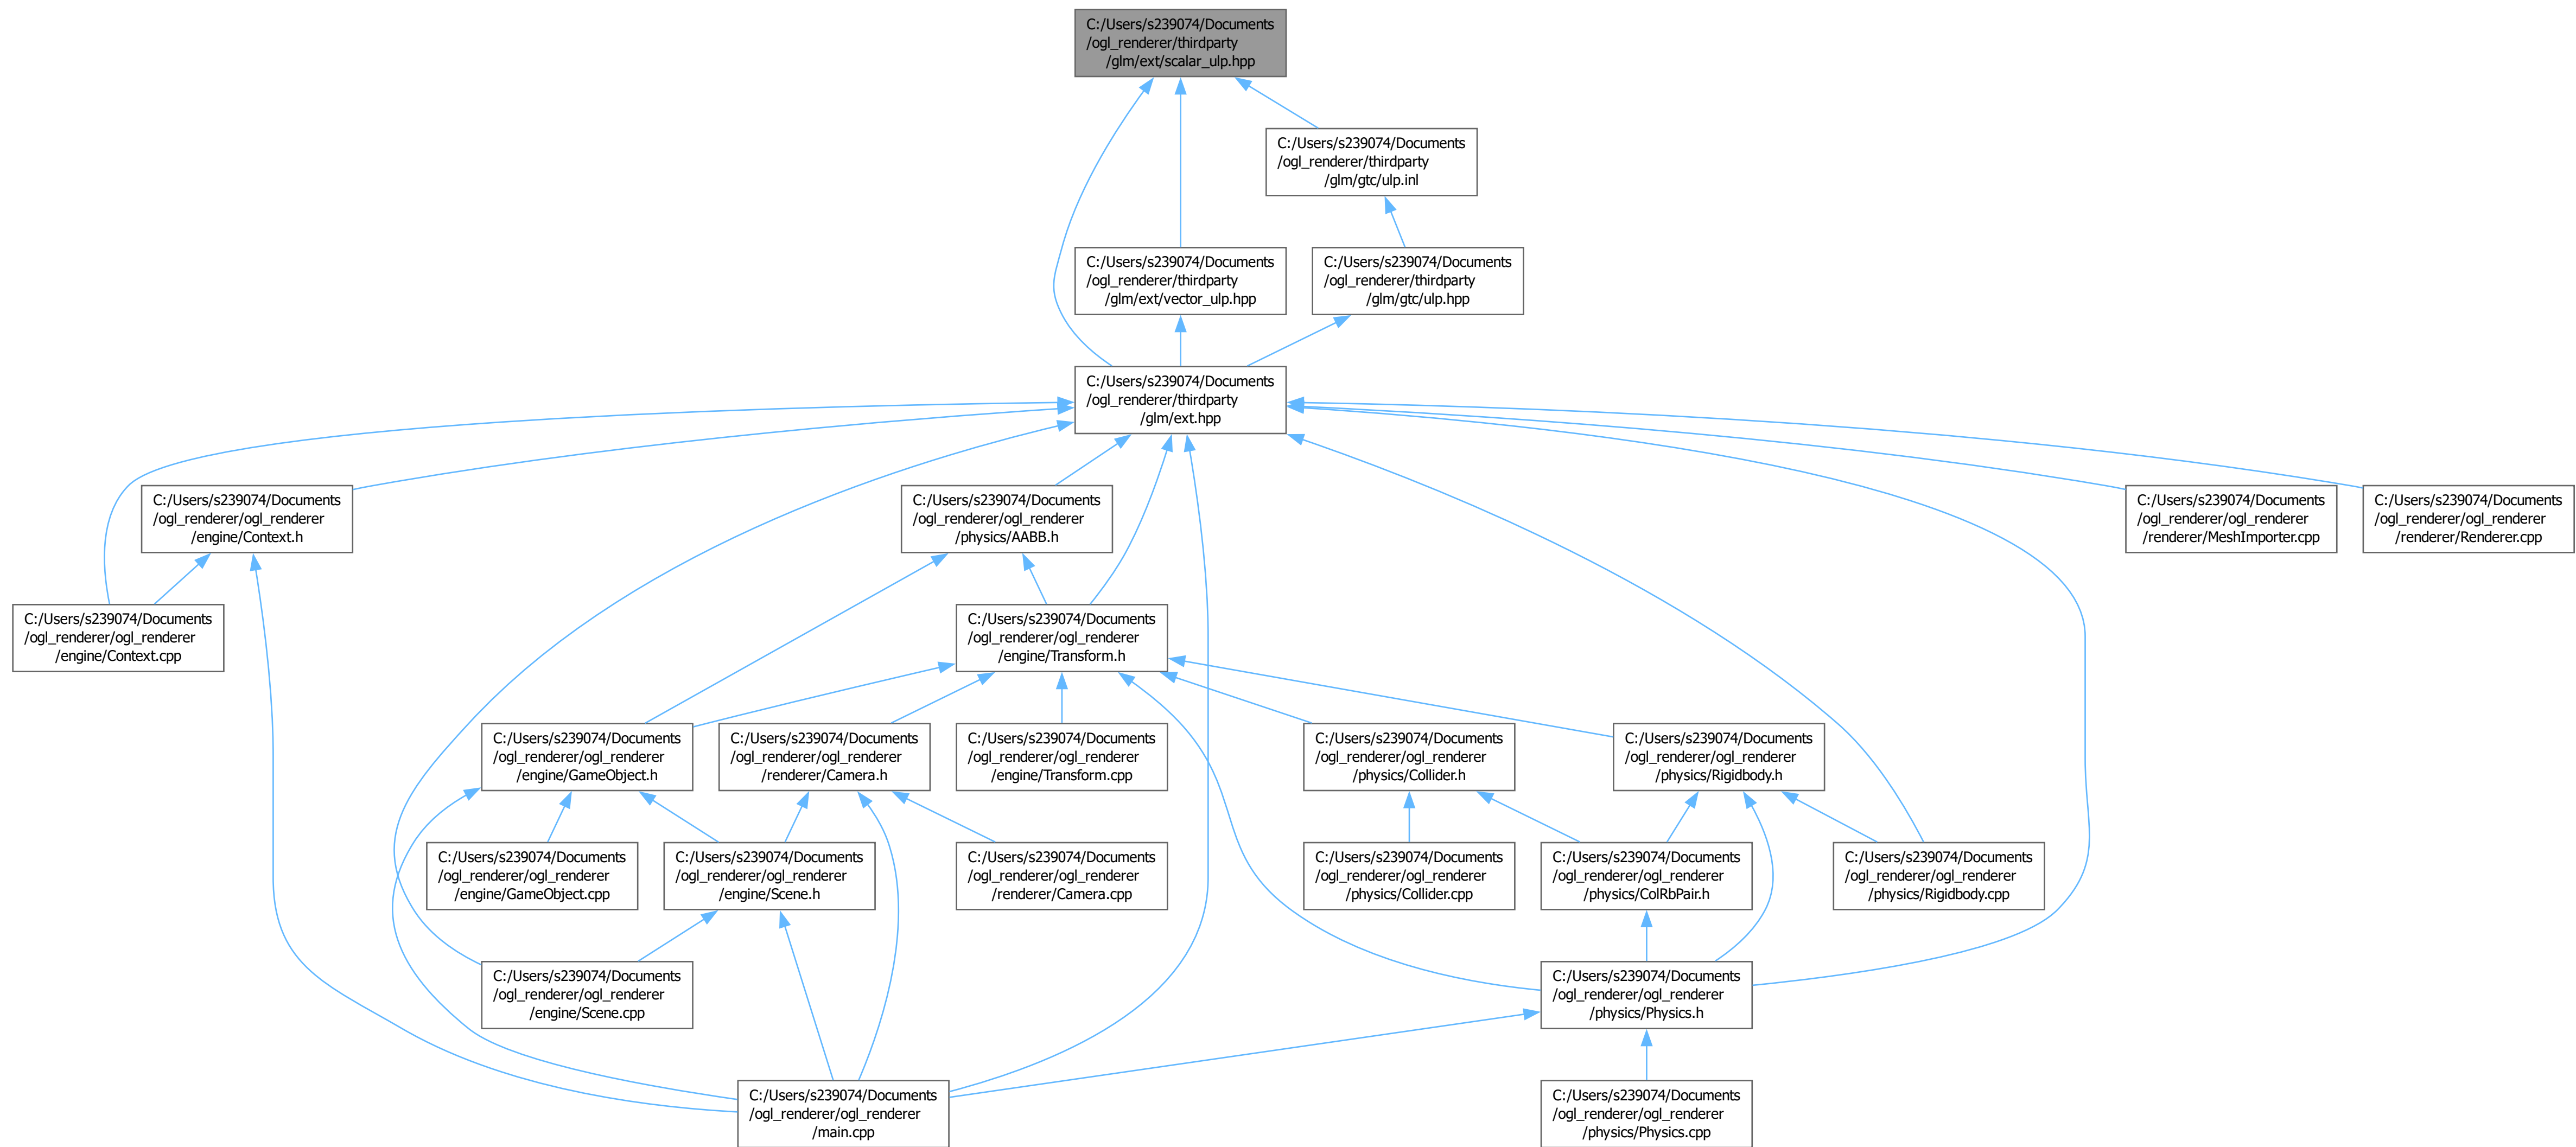 C:/Users/s239074/Documents
/ogl_renderer/thirdparty
/glm/ext/scalar_ulp.hpp
C:/Users/s239074/Documents
/ogl_renderer/thirdparty
/glm/gtc/ulp.inl
C:/Users/s239074/Documents
/ogl_renderer/thirdparty
/glm/ext/vector_ulp.hpp
C:/Users/s239074/Documents
/ogl_renderer/thirdparty
/glm/gtc/ulp.hpp
C:/Users/s239074/Documents
/ogl_renderer/thirdparty
/glm/ext.hpp
C:/Users/s239074/Documents
/ogl_renderer/ogl_renderer
/engine/Context.h
C:/Users/s239074/Documents
/ogl_renderer/ogl_renderer
/physics/AABB.h
C:/Users/s239074/Documents
/ogl_renderer/ogl_renderer
/renderer/MeshImporter.cpp
C:/Users/s239074/Documents
/ogl_renderer/ogl_renderer
/renderer/Renderer.cpp
C:/Users/s239074/Documents
/ogl_renderer/ogl_renderer
/engine/Context.cpp
C:/Users/s239074/Documents
/ogl_renderer/ogl_renderer
/engine/Transform.h
C:/Users/s239074/Documents
/ogl_renderer/ogl_renderer
/engine/GameObject.h
C:/Users/s239074/Documents
/ogl_renderer/ogl_renderer
/renderer/Camera.h
C:/Users/s239074/Documents
/ogl_renderer/ogl_renderer
/engine/Transform.cpp
C:/Users/s239074/Documents
/ogl_renderer/ogl_renderer
/physics/Collider.h
C:/Users/s239074/Documents
/ogl_renderer/ogl_renderer
/physics/Rigidbody.h
C:/Users/s239074/Documents
/ogl_renderer/ogl_renderer
/engine/GameObject.cpp
C:/Users/s239074/Documents
/ogl_renderer/ogl_renderer
/engine/Scene.h
C:/Users/s239074/Documents
/ogl_renderer/ogl_renderer
/renderer/Camera.cpp
C:/Users/s239074/Documents
/ogl_renderer/ogl_renderer
/physics/Collider.cpp
C:/Users/s239074/Documents
/ogl_renderer/ogl_renderer
/physics/ColRbPair.h
C:/Users/s239074/Documents
/ogl_renderer/ogl_renderer
/physics/Rigidbody.cpp
C:/Users/s239074/Documents
/ogl_renderer/ogl_renderer
/engine/Scene.cpp
C:/Users/s239074/Documents
/ogl_renderer/ogl_renderer
/physics/Physics.h
C:/Users/s239074/Documents
/ogl_renderer/ogl_renderer
/main.cpp
C:/Users/s239074/Documents
/ogl_renderer/ogl_renderer
/physics/Physics.cpp